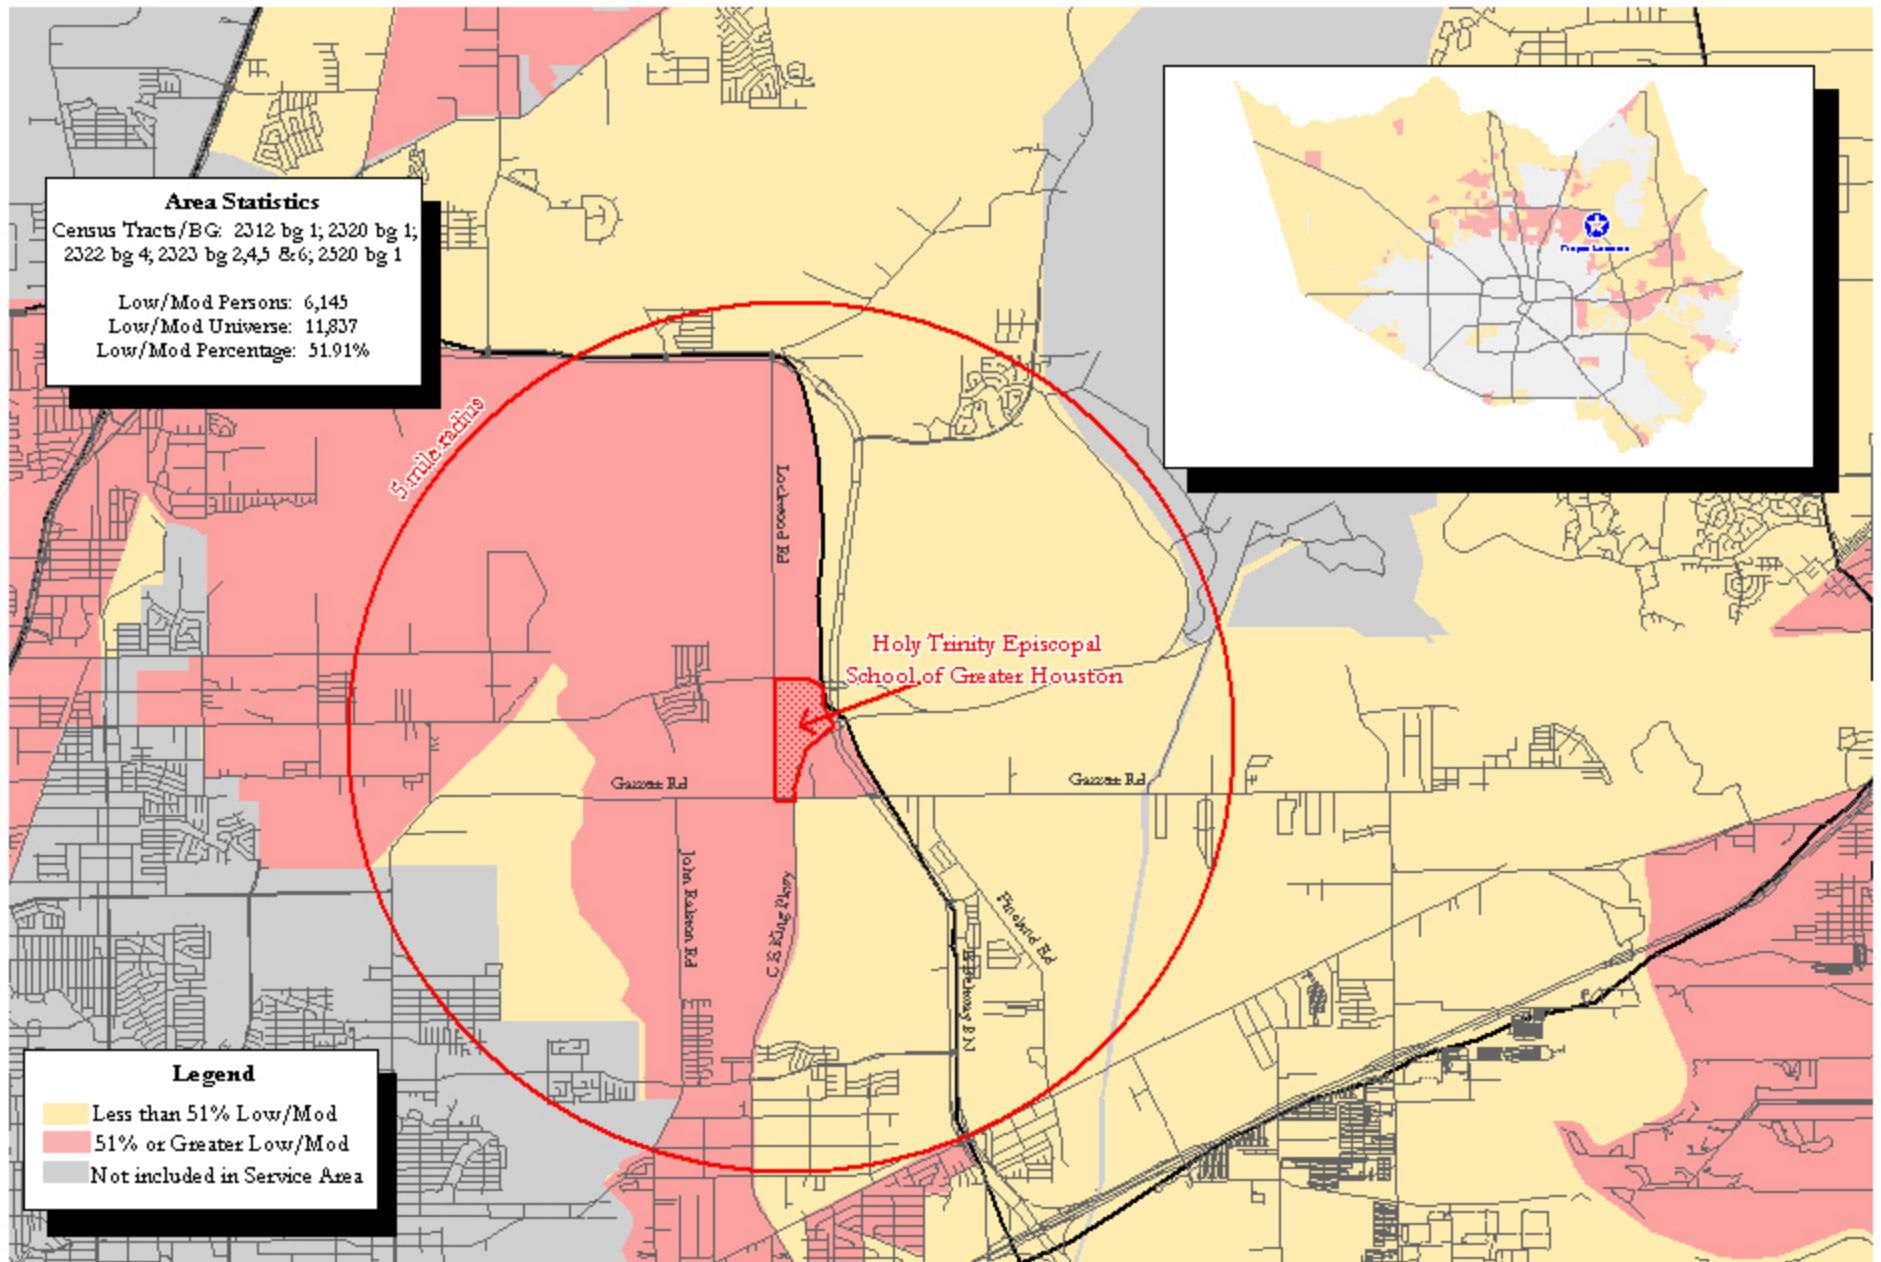 Area Statistics
Census Tracts/BG: 2312 bg 1; 2320 bg 1;
2322 bg 4; 2323 bg 2,4,5 &6; 2520 bg 1
Low/Mod Persons: 6,145
Low/Mod Universe: 11,837
Low/Mod Percentage: 51.91%
5 mile radius
Lockwood Rd
Holy Trinity Episcopal
School of Greater Houston
Garrett Rd
Garrett Rd
John Ralston Rd
C E King Pkwy
Legend
Less than 51% Low/Mod
51% or Greater Low/Mod
Not included in Service Area